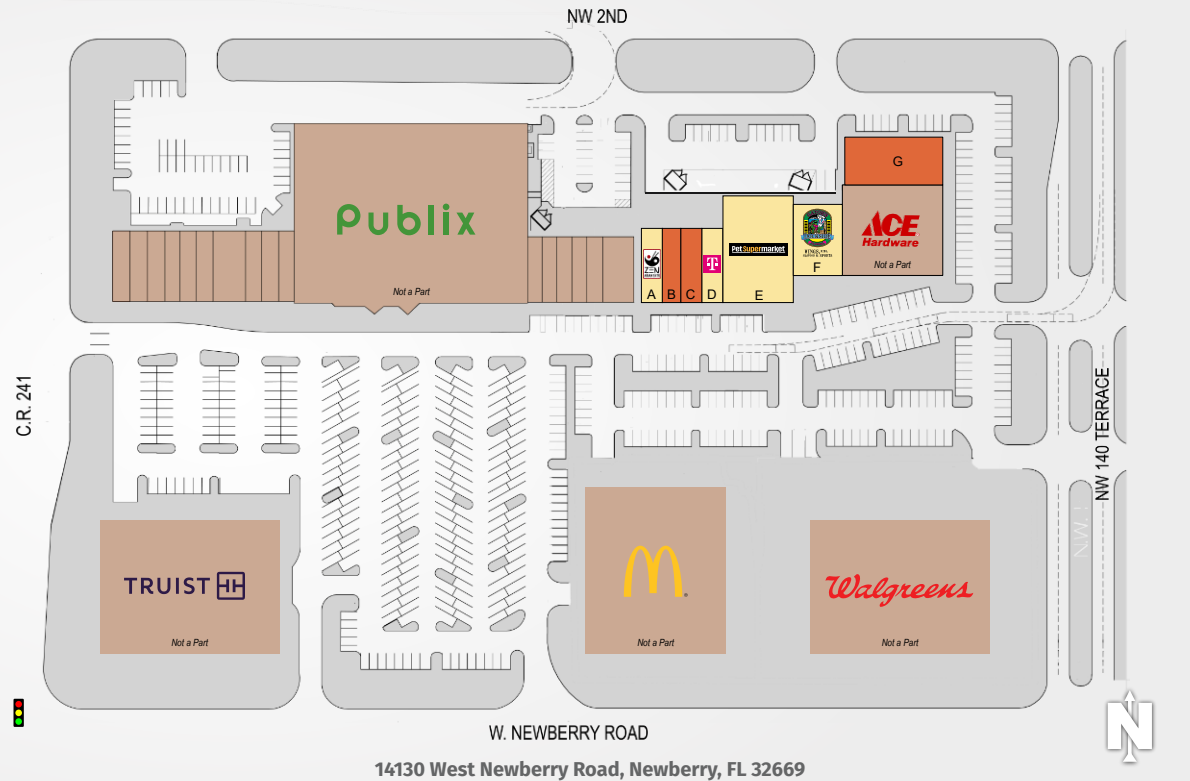 NW 2ND
G
Publix
ACE
Hardware
Not a Part
ZEN
T
PetSupermarket
F
A
B
C
D
E
Not a Part
C.R. 241
NW 140 TERRACE
N.W.
TRUIST
Not a Part
M
Not a Part
Walgreens
Not a Part
N
W. NEWBERRY ROAD
14130 West Newberry Road, Newberry, FL 32669